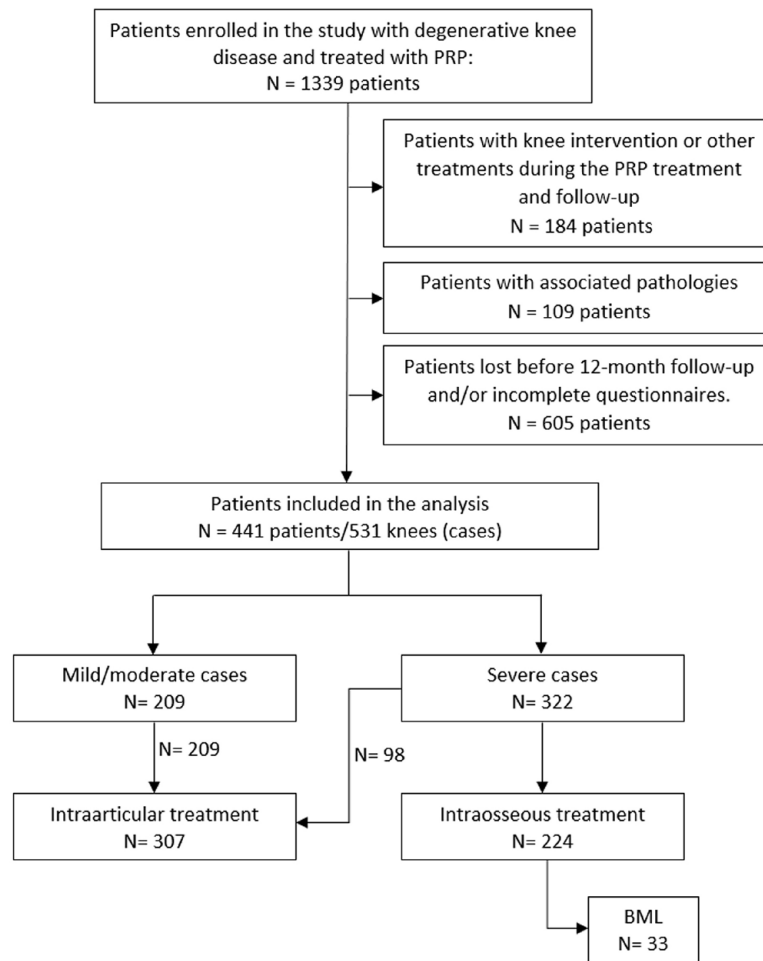 Patients enrolled in the study with degenerative knee
disease and treated with PRP:
N = 1339 patients
Patients with knee intervention or other
treatments during the PRP treatment
and follow-up
N = 184 patients
Patients with associated pathologies
N = 109 patients
Patients lost before 12-month follow-up
and/or incomplete questionnaires.
N = 605 patients
Patients included in the analysis
N = 441 patients/531 knees (cases)
Mild/moderate cases
N= 209
Severe cases
N= 322
N= 209
N= 98
Intraarticular treatment
N= 307
Intraosseous treatment
N= 224
BML
N= 33